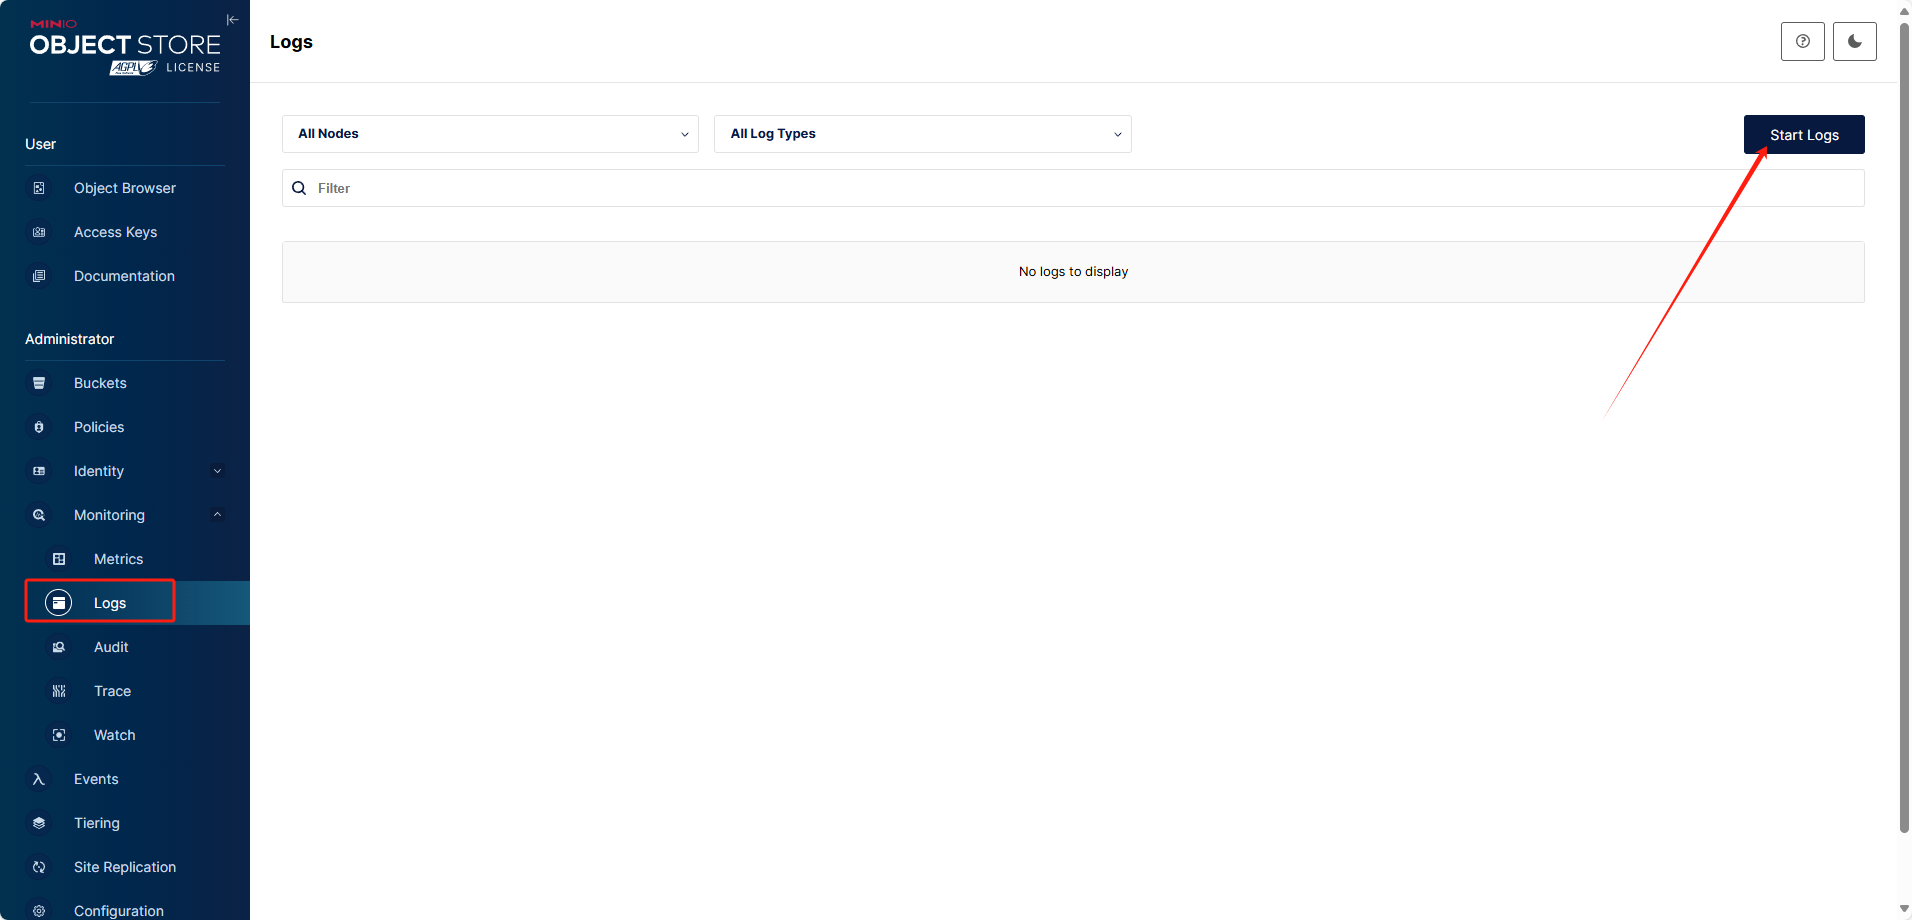 MINIO
OBJECT STORE
AGPLv3 LICENSE
User
Object Browser
Access Keys
Documentation
Administrator
Buckets
Policies
Identity
Monitoring
Metrics
Logs
Audit
Trace
Watch
Events
Tiering
Site Replication
Configuration
Logs
All Nodes
All Log Types
Start Logs
Filter
No logs to display